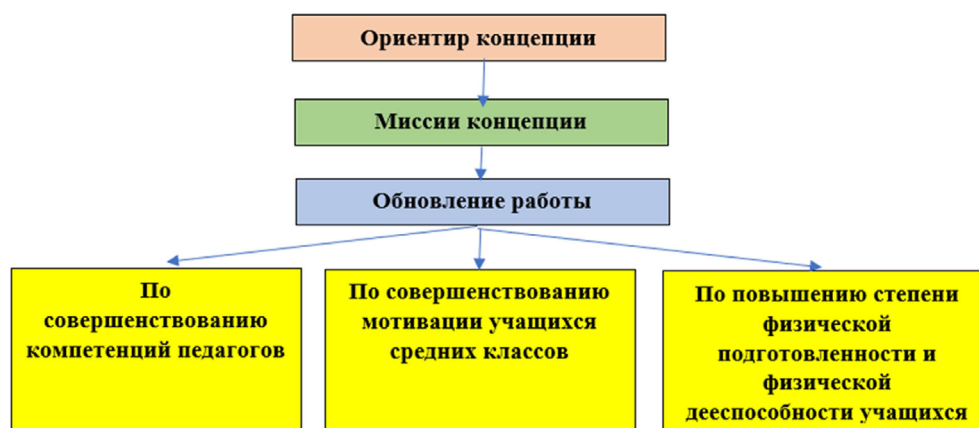 Ориентир концепции
Миссии концепции
Обновление работы
По
совершенствованию
компетенций педагогов
По совершенствованию
мотивации учащихся
средних классов
По повышению степени
физической
подготовленности и
физической
дееспособности учащихся